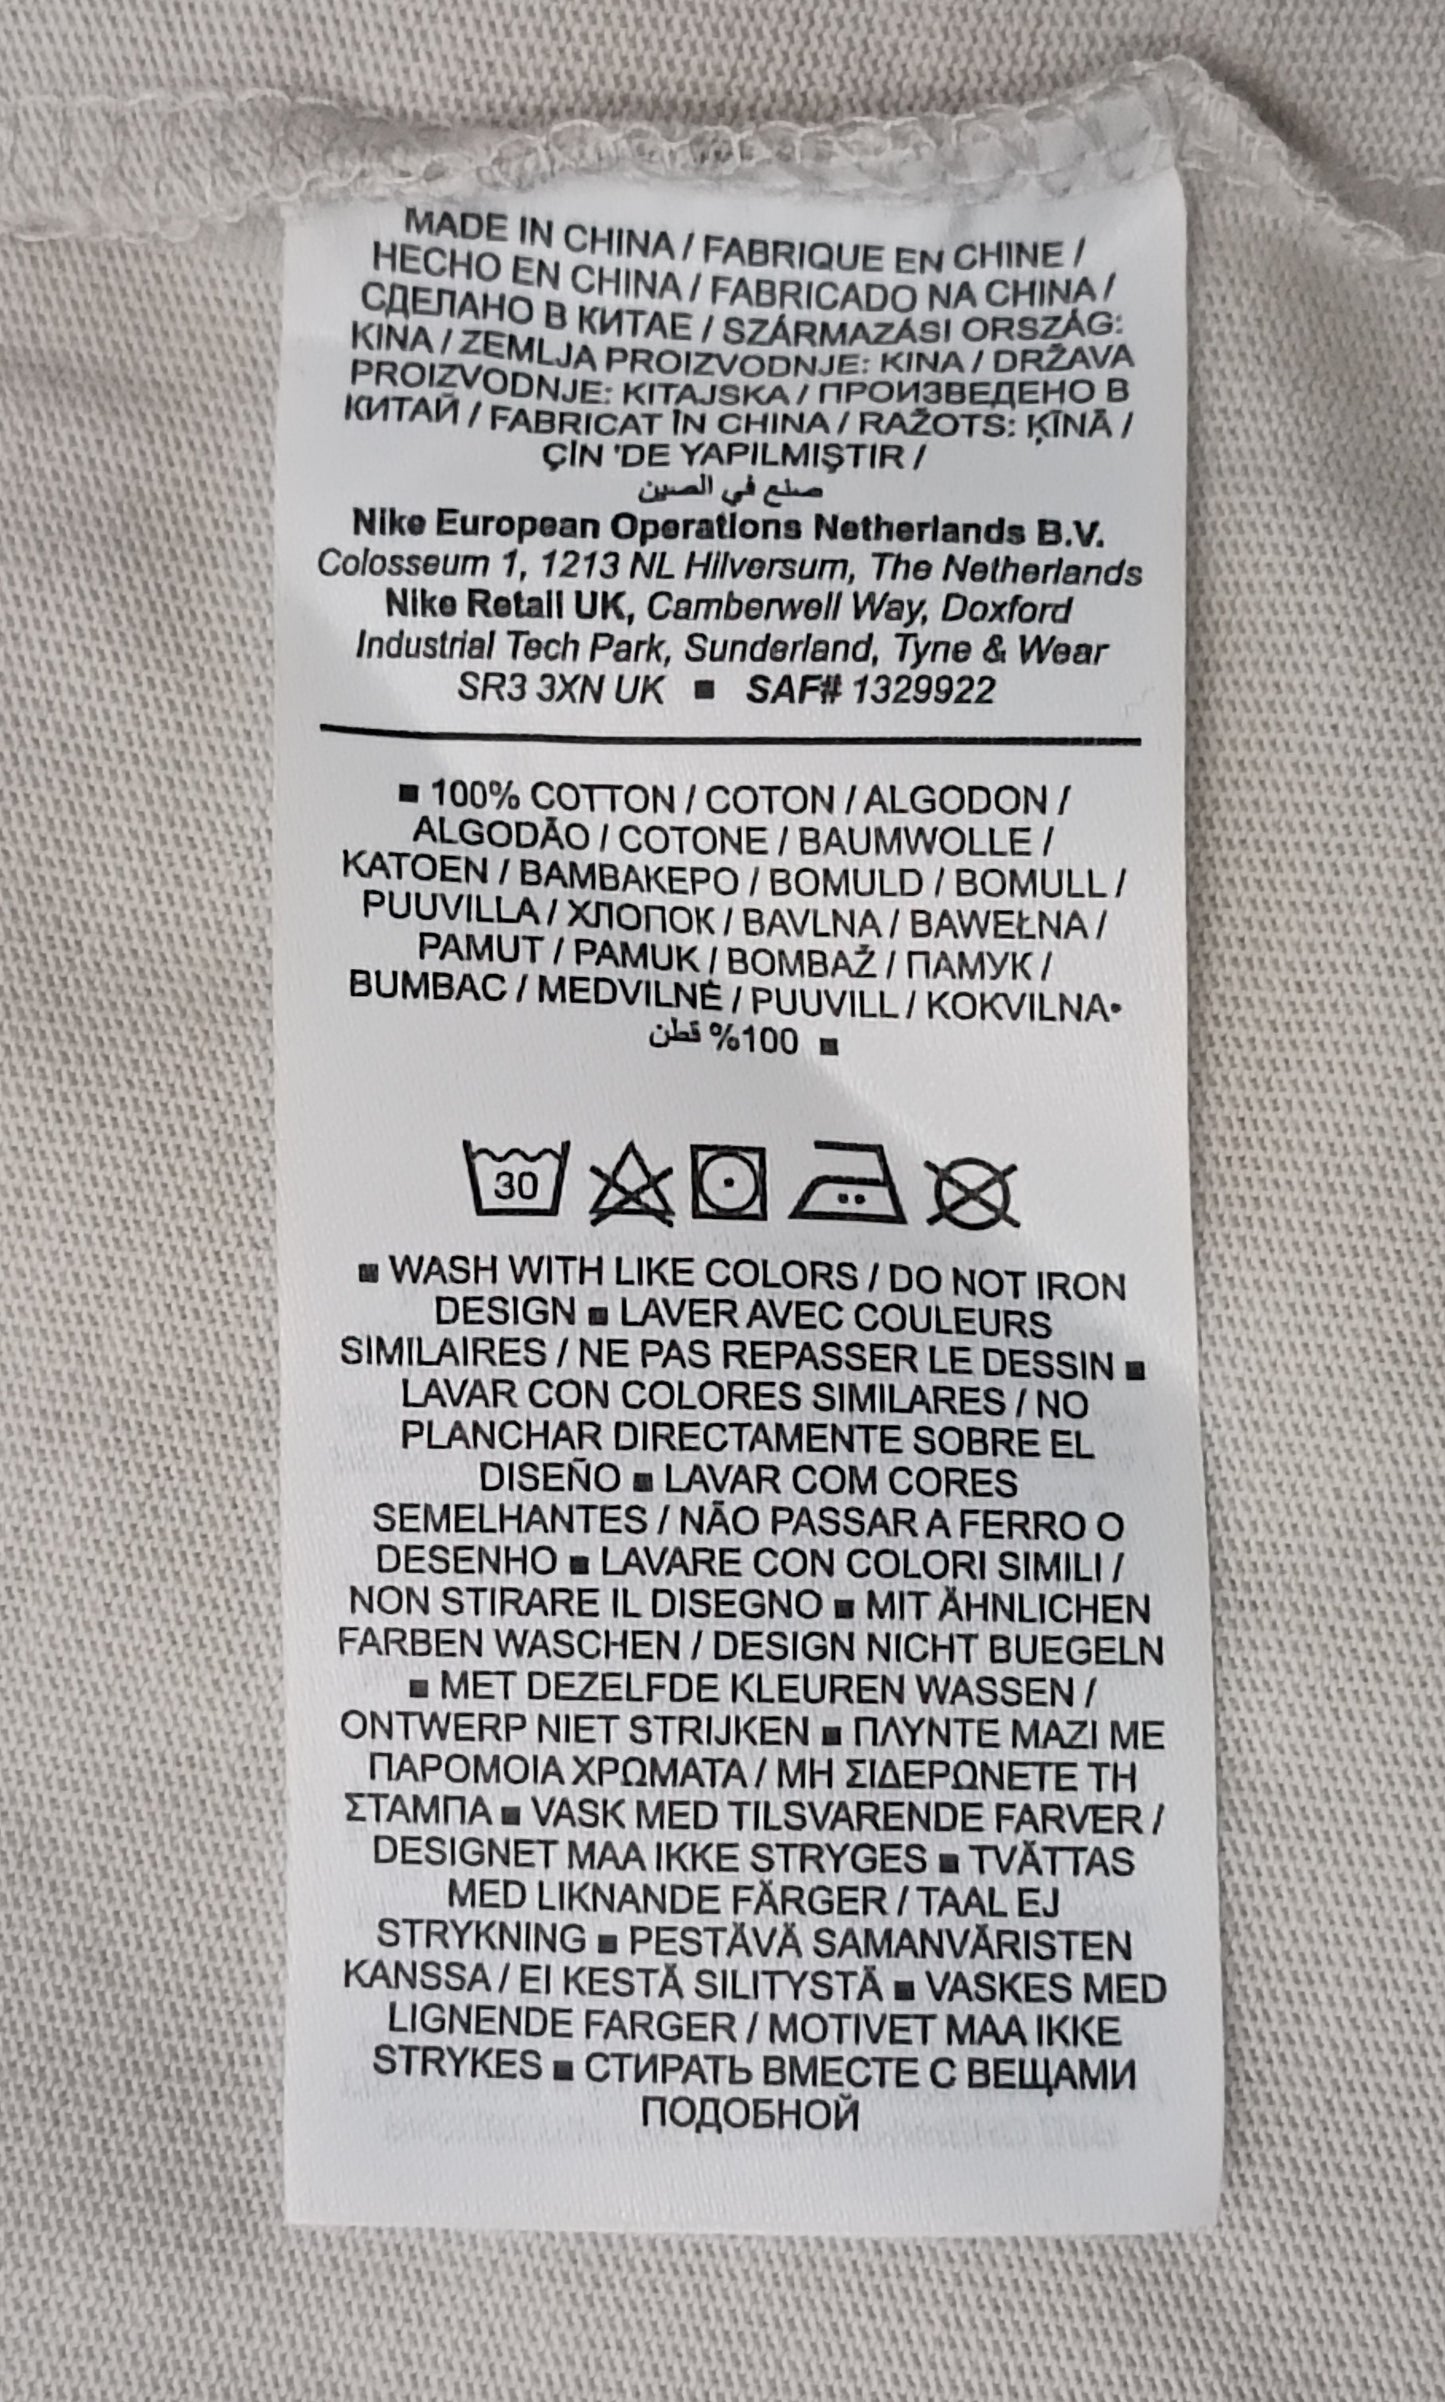 MADE IN CHINA / FABRIQUE EN CHINE /
HECHO EN CHINA / FABRICADO NA CHINA /
СДЕЛАНО В КИТАЕ / SZÁRMAZÁSI ORSZÁG:
KINA / ZEMLJA PROIZVODNJE: KINA / DRŽAVA
PROIZVODNJE: KITAJSKA / ПРОИЗВЕДЕНО В
КИТАЙ / FABRICAT ÎN CHINA / RAŽOTS: ĶĪNĀ /
ÇİN 'DE YAPILMIŞTIR /
صنع في الصين
Nike European Operations Netherlands B.V.
Colosseum 1, 1213 NL Hilversum, The Netherlands
Nike Retail UK, Camberwell Way, Doxford
Industrial Tech Park, Sunderland, Tyne & Wear
SR3 3XN UK ■ SAF# 1329922
■ 100% COTTON / COTON / ALGODON /
ALGODÃO / COTONE / BAUMWOLLE /
KATOEN / ΒΑΜΒΑΚΕΡΟ / BOMULD / BOMULL /
PUUVILLA / ХЛОПОК / BAVLNA / BAWEŁNA /
PAMUT / PAMUK / BOMBAŽ / ПАМУК /
BUMBAC / MEDVILNĖ / PUUVILL / KOKVILNA•
■ 100% قطن
30
■ WASH WITH LIKE COLORS / DO NOT IRON
DESIGN ■ LAVER AVEC COULEURS
SIMILAIRES / NE PAS REPASSER LE DESSIN ■
LAVAR CON COLORES SIMILARES / NO
PLANCHAR DIRECTAMENTE SOBRE EL
DISEÑO ■ LAVAR COM CORES
SEMELHANTES / NÃO PASSAR A FERRO O
DESENHO ■ LAVARE CON COLORI SIMILI /
NON STIRARE IL DISEGNO ■ MIT ÄHNLICHEN
FARBEN WASCHEN / DESIGN NICHT BUEGELN
■ MET DEZELFDE KLEUREN WASSEN /
ONTWERP NIET STRIJKEN ■ ΠΛΥΝΤΕ ΜΑΖΙ ΜΕ
ΠΑΡΟΜΟΙΑ ΧΡΩΜΑΤΑ / ΜΗ ΣΙΔΕΡΩΝΕΤΕ ΤΗ
ΣΤΑΜΠΑ ■ VASK MED TILSVARENDE FARVER /
DESIGNET MAA IKKE STRYGES ■ TVÄTTAS
MED LIKNANDE FÄRGER / TAAL EJ
STRYKNING ■ PESTÄVÄ SAMANVÄRISTEN
KANSSA / EI KESTÄ SILITYSTÄ ■ VASKES MED
LIGNENDE FARGER / MOTIVET MAA IKKE
STRYKES ■ СТИРАТЬ ВМЕСТЕ С ВЕЩАМИ
ПОДОБНОЙ